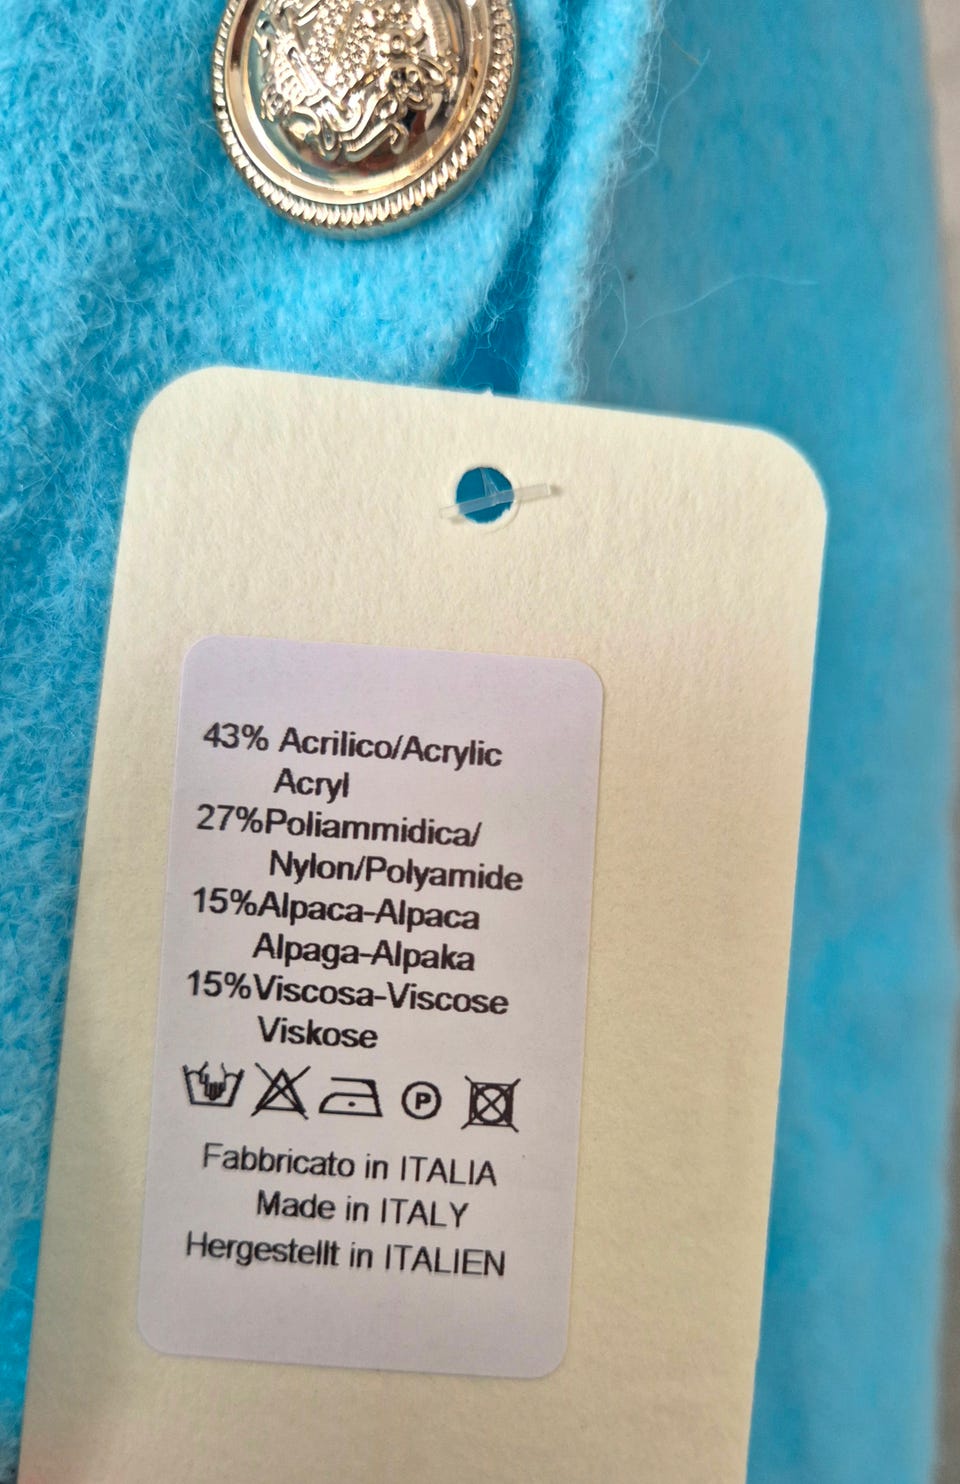 43% Acrilico/Acrylic
Acryl
27%Poliammidica/
Nylon/Polyamide
15%Alpaca-Alpaca
Alpaga-Alpaka
15%Viscosa-Viscose
Viskose
P
Fabbricato in ITALIA
Made in ITALY
Hergestellt in ITALIEN